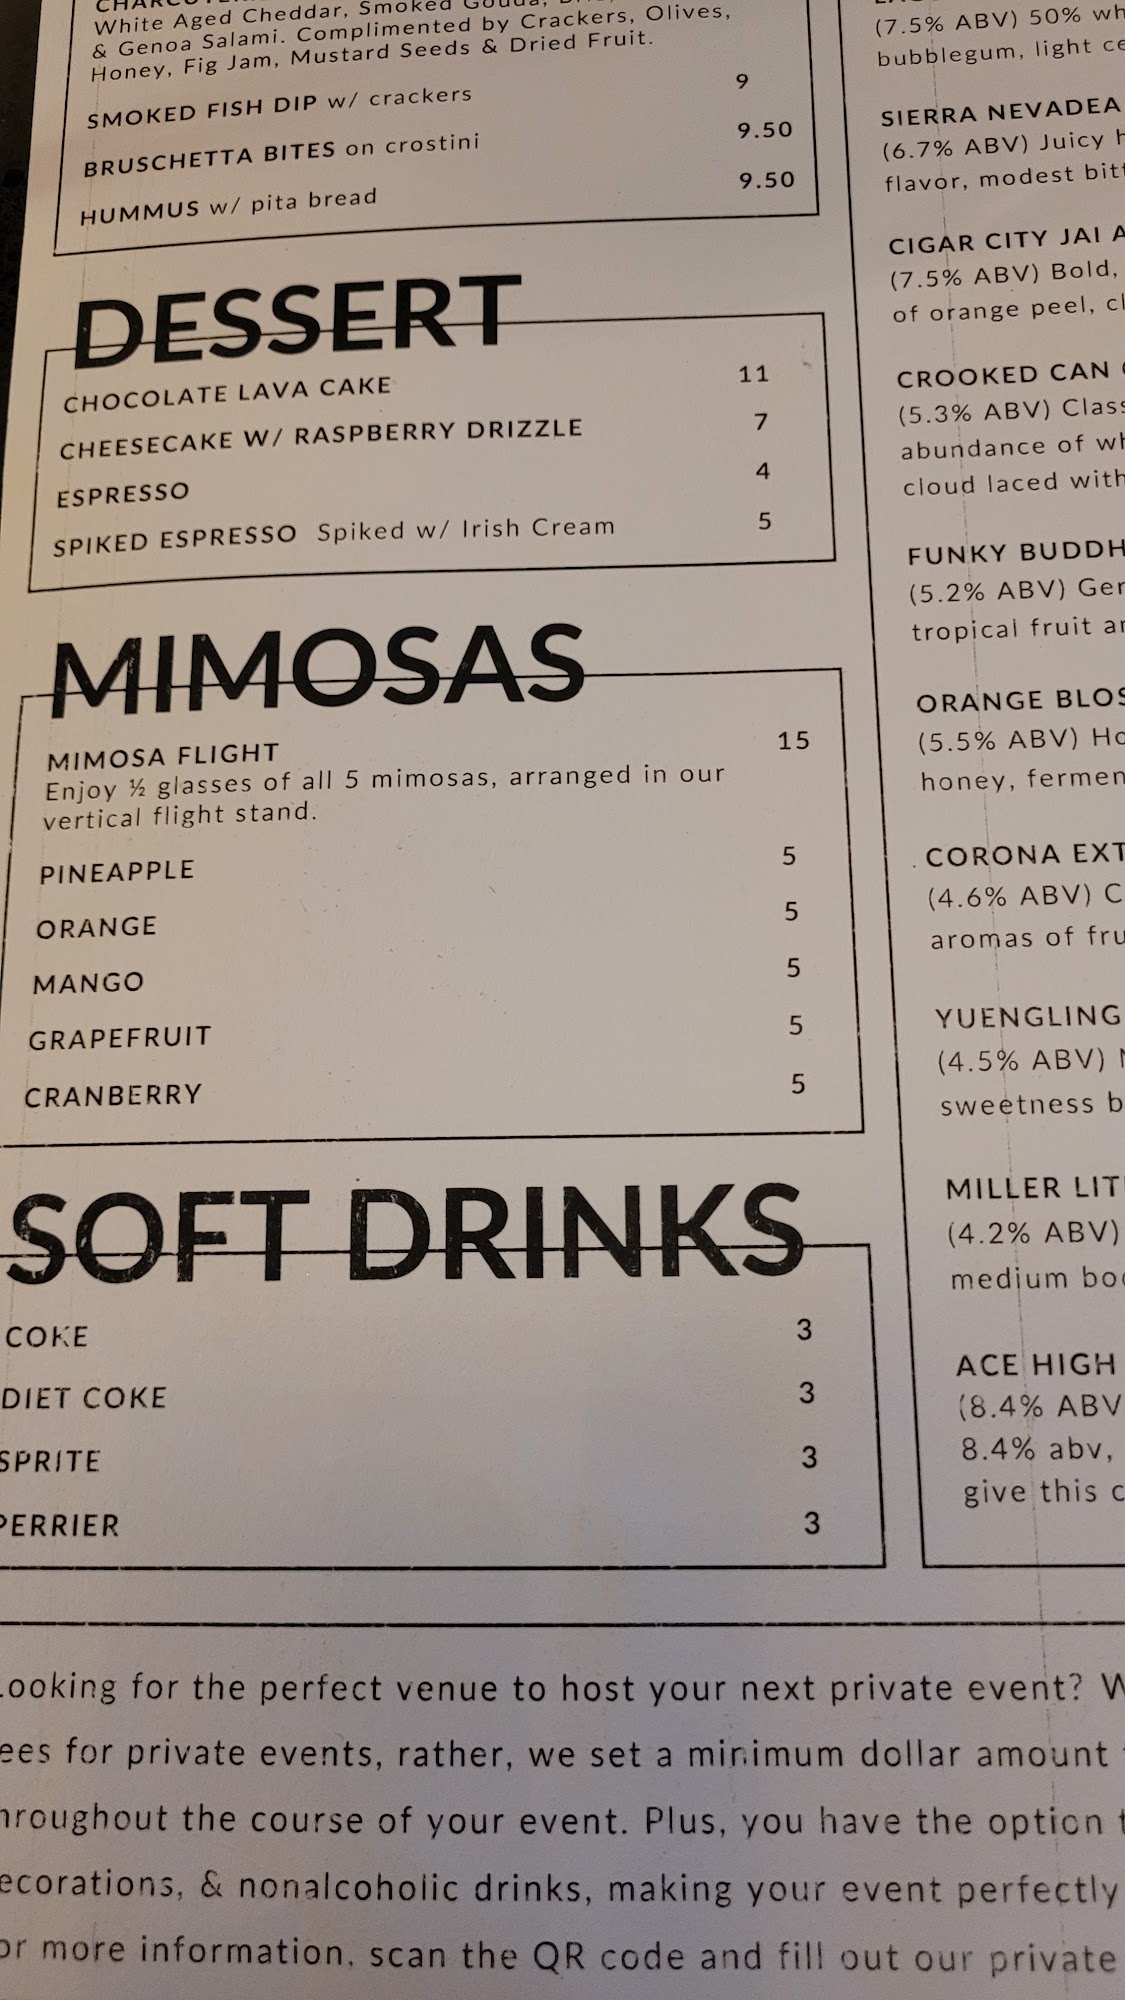 White Aged Cheddar, Smoked Gouda,
& Genoa Salami. Complimented by Crackers, Olives,
Honey, Fig Jam, Mustard Seeds & Dried Fruit.
SMOKED FISH DIP w/ crackers 9
BRUSCHETTA BITES on crostini 9.50
HUMMUS w/ pita bread 9.50
DESSERT
CHOCOLATE LAVA CAKE 11
CHEESECAKE W/ RASPBERRY DRIZZLE 7
ESPRESSO 4
SPIKED ESPRESSO Spiked w/ Irish Cream 5
MIMOSAS
MIMOSA FLIGHT 15
Enjoy ½ glasses of all 5 mimosas, arranged in our
vertical flight stand.
PINEAPPLE 5
ORANGE 5
MANGO 5
GRAPEFRUIT 5
CRANBERRY 5
SOFT DRINKS
COKE 3
DIET COKE 3
SPRITE 3
PERRIER 3
(7.5% ABV) 50% wh
bubblegum, light ce
SIERRA NEVADEA
(6.7% ABV) Juicy h
flavor, modest bitt
CIGAR CITY JAI A
(7.5% ABV) Bold,
of orange peel, cl
CROOKED CAN
(5.3% ABV) Class
abundance of wh
cloud laced with
FUNKY BUDDH
(5.2% ABV) Ger
tropical fruit an
ORANGE BLOS
(5.5% ABV) Ho
honey, fermen
CORONA EXT
(4.6% ABV) C
aromas of fru
YUENGLING
(4.5% ABV)
sweetness b
MILLER LIT
(4.2% ABV)
medium bod
ACE HIGH
(8.4% ABV
8.4% abv,
give this c
ooking for the perfect venue to host your next private event? W
ees for private events, rather, we set a minimum dollar amount
hroughout the course of your event. Plus, you have the option t
ecorations, & nonalcoholic drinks, making your event perfectly
or more information, scan the QR code and fill out our private